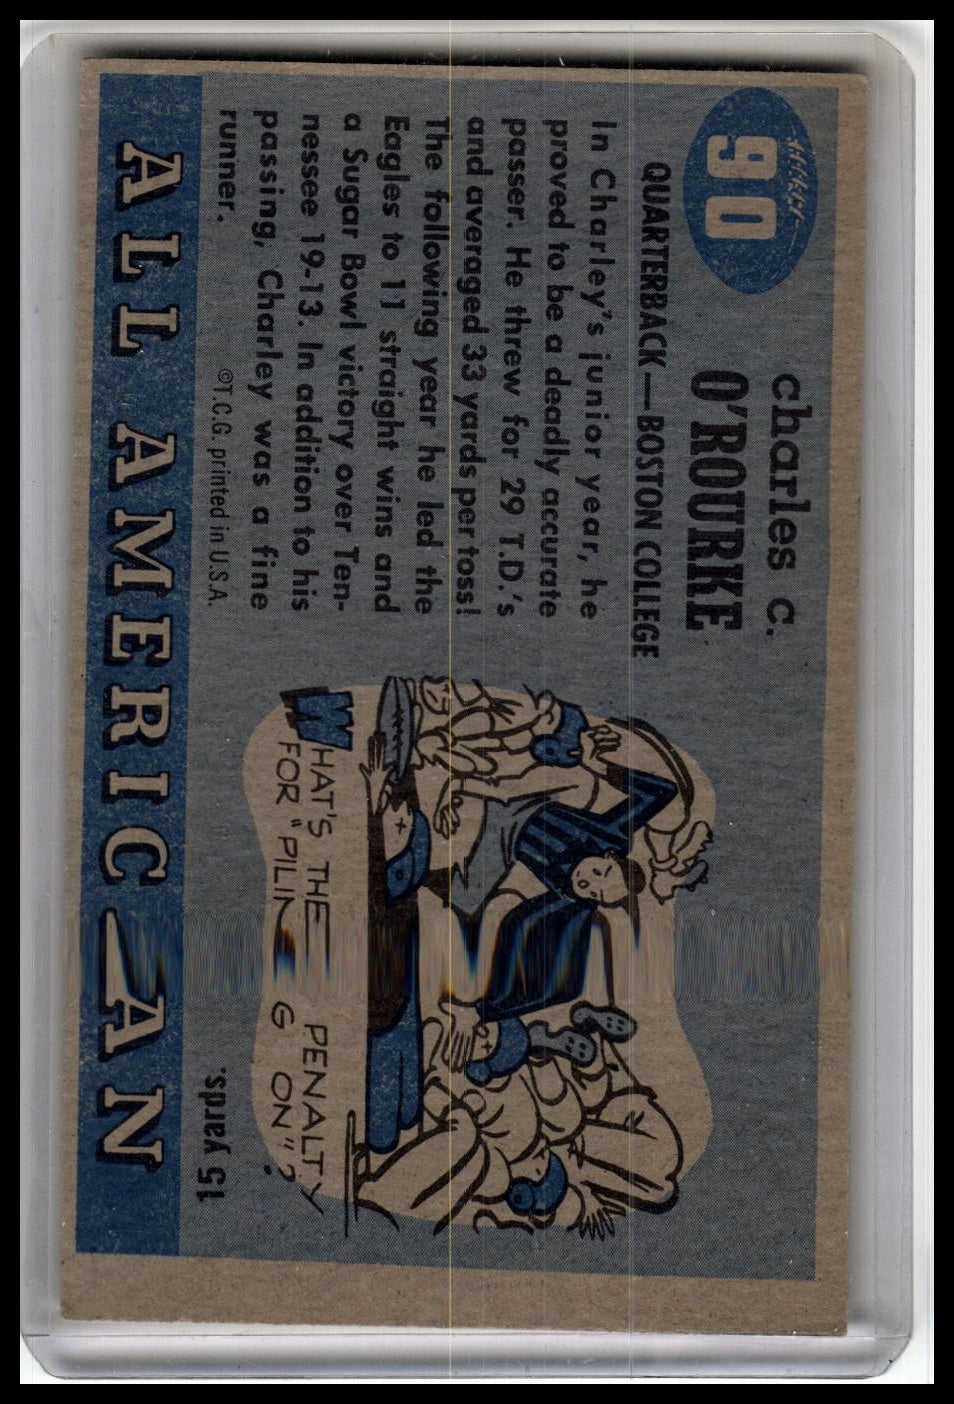 90
charles c.
O'ROURKE
QUARTERBACK—BOSTON COLLEGE
In Charley's junior year, he
proved to be a deadly accurate
passer. He threw for 29 T.D.'s
and averaged 33 yards per toss!
The following year he led the
Eagles to 11 straight wins and
a Sugar Bowl victory over Ten-
nessee 19-13. In addition to his
passing, Charley was a fine
runner.
©T.C.G. printed in U.S.A.
WHAT'S THE PENALTY
FOR "PILING ON"?
15 yards.
ALL AMERICAN